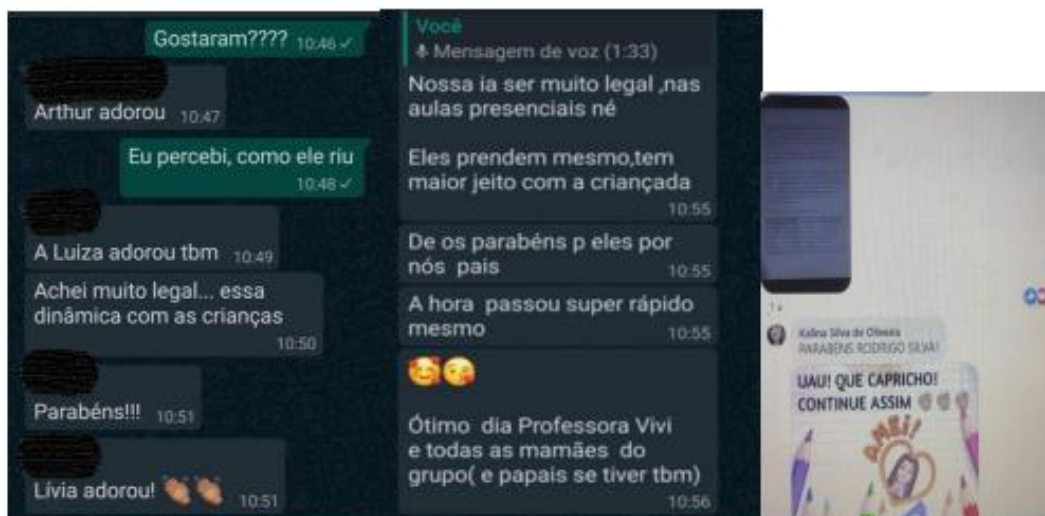 Gostaram???? 10:46
Arthur adorou 10:47
Eu percebi, como ele riu
10:48
A Luiza adorou tbm 10:49
Achei muito legal... essa
dinâmica com as crianças
10:50
Parabéns!!! 10:51
Lívia adorou! 10:51
Você
Mensagem de voz (1:33)
Nossa ia ser muito legal ,nas
aulas presenciais né
Eles prendem mesmo,tem
maior jeito com a criançada
10:55
De os parabéns p eles por
nós pais 10:55
A hora passou super rápido
mesmo 10:55
Ótimo dia Professora Vivi
e todas as mamães do
grupo( e papais se tiver tbm)
10:56
Kalina Silva de Oliveira
PARABENS RODRIGO SILVA!
UAU! QUE CAPRICHO!
CONTINUE ASSIM
AMEI!